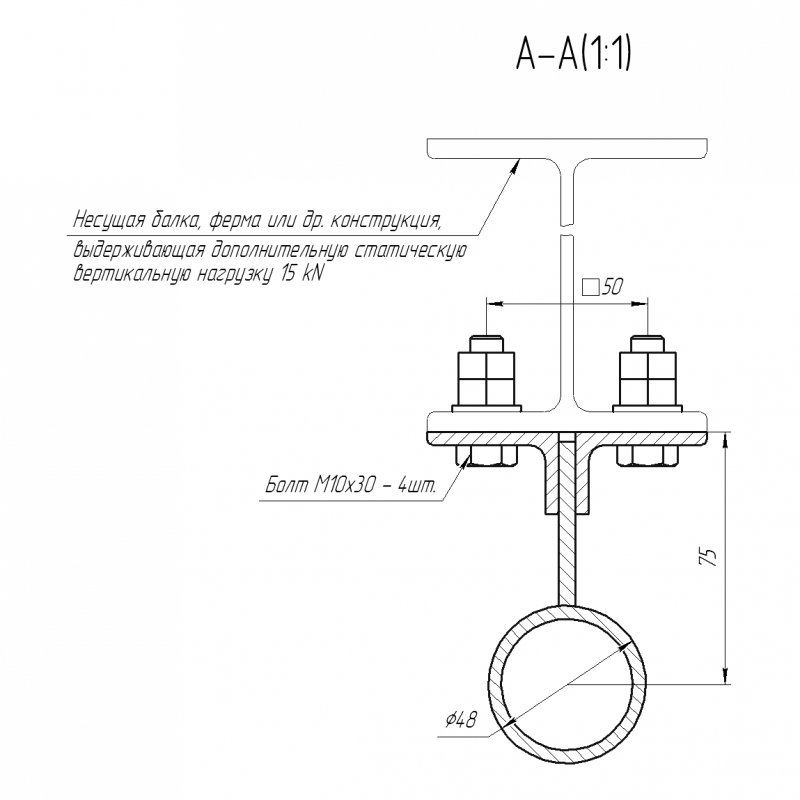 А-А(1:1)
Несущая балка, ферма или др. конструкция,
выдерживающая дополнительную статическую
вертикальную нагрузку 15 kN
□50
Болт М10х30 - 4шт.
75
⌀48